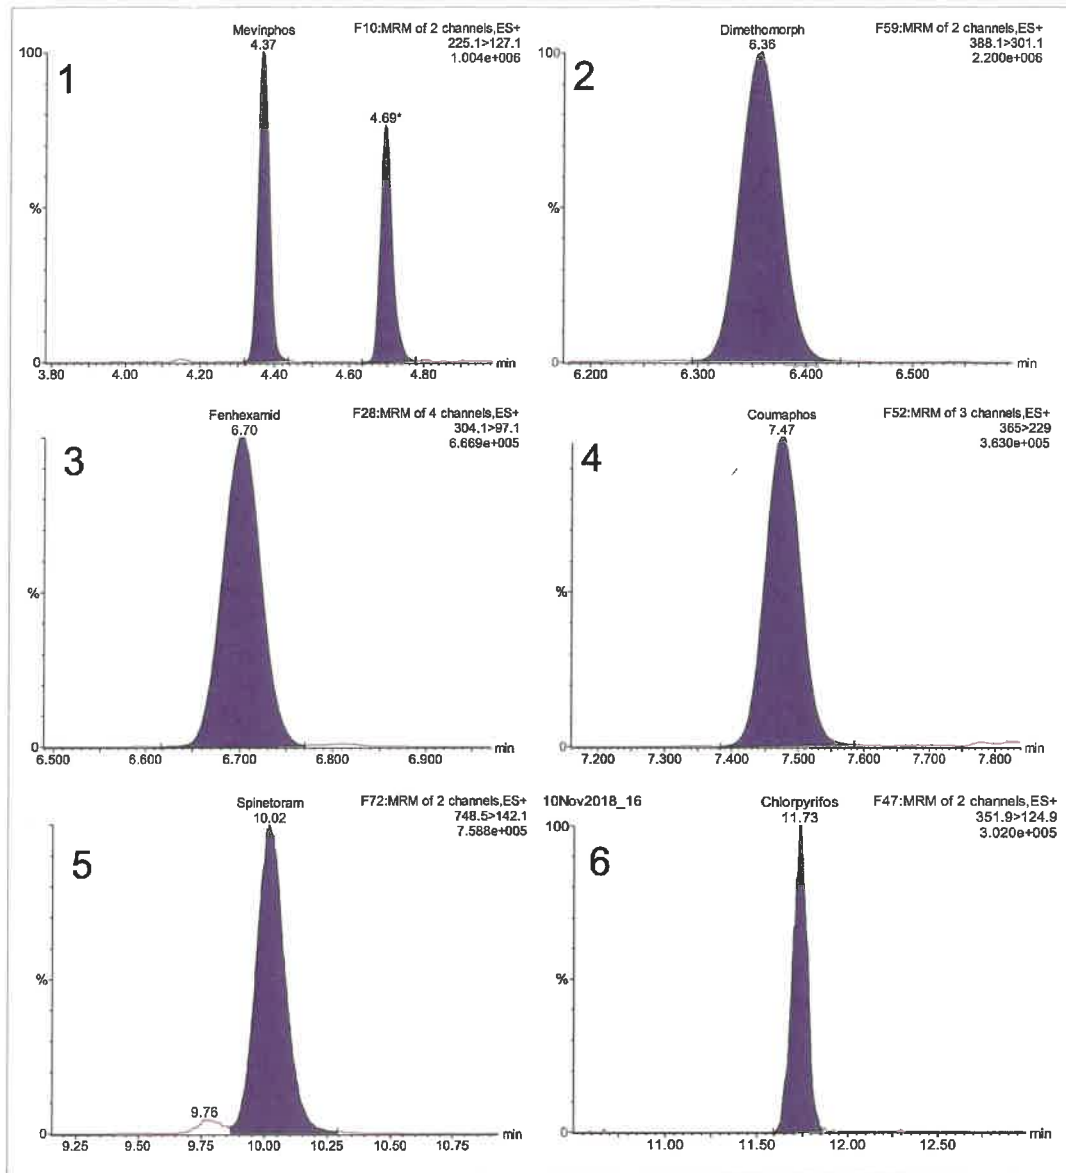 Mevinphos
4.37
F10:MRM of 2 channels,ES+
225.1>127.1
1.004e+006
100
1
4.69*
%
0
3.80 4.00 4.20 4.40 4.60 4.80 min
Dimethomorph
6.36
F59:MRM of 2 channels,ES+
388.1>301.1
2.200e+006
100
2
%
0
6.200 6.300 6.400 6.500 min
Fenhexamid
6.70
F28:MRM of 4 channels,ES+
304.1>97.1
6.669e+005
3
%
0
6.500 6.600 6.700 6.800 6.900 min
Coumaphos
7.47
F52:MRM of 3 channels,ES+
365>229
3.630e+005
4
%
0
7.200 7.300 7.400 7.500 7.600 7.700 7.800 min
Spinetoram
10.02
F72:MRM of 2 channels,ES+
748.5>142.1
7.588e+005
5
%
9.76
0
9.25 9.50 9.75 10.00 10.25 10.50 10.75 min
10Nov2018_16
Chlorpyrifos
11.73
F47:MRM of 2 channels,ES+
351.9>124.9
3.020e+005
100
6
%
0
11.00 11.50 12.00 12.50 min